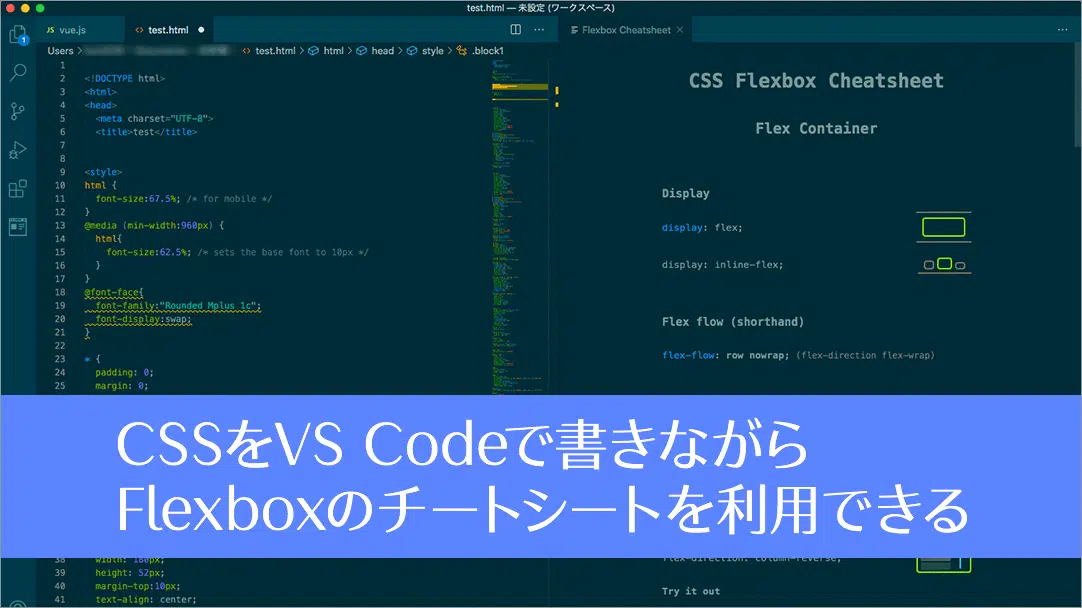 test.html — 未設定 (ワークスペース)
JS vue.js
<> test.html
Flexbox Cheatsheet
1
Users
<> test.html > html > head > style > .block1
1
2 <!DOCTYPE html>
3 <html>
4 <head>
5 <meta charset="UTF-8">
6 <title>test</title>
7
8
9 <style>
10 html {
11 font-size:67.5%; /* for mobile */
12 }
13 @media (min-width:960px) {
14 html{
15 font-size:62.5%; /* sets the base font to 10px */
16 }
17 }
18 @font-face{
19 font-family:"Rounded Mplus 1c";
20 font-display:swap;
21 }
22
23 * {
24 padding: 0;
25 margin: 0;
CSS Flexbox Cheatsheet
Flex Container
Display
display: flex;
display: inline-flex;
Flex flow (shorthand)
flex-flow: row nowrap; (flex-direction flex-wrap)
CSSをVS Codeで書きながら
Flexboxのチートシートを利用できる
38 width: 180px;
39 height: 52px;
40 margin-top:10px;
41 text-align: center;
flex-direction: column-reverse;
Try it out